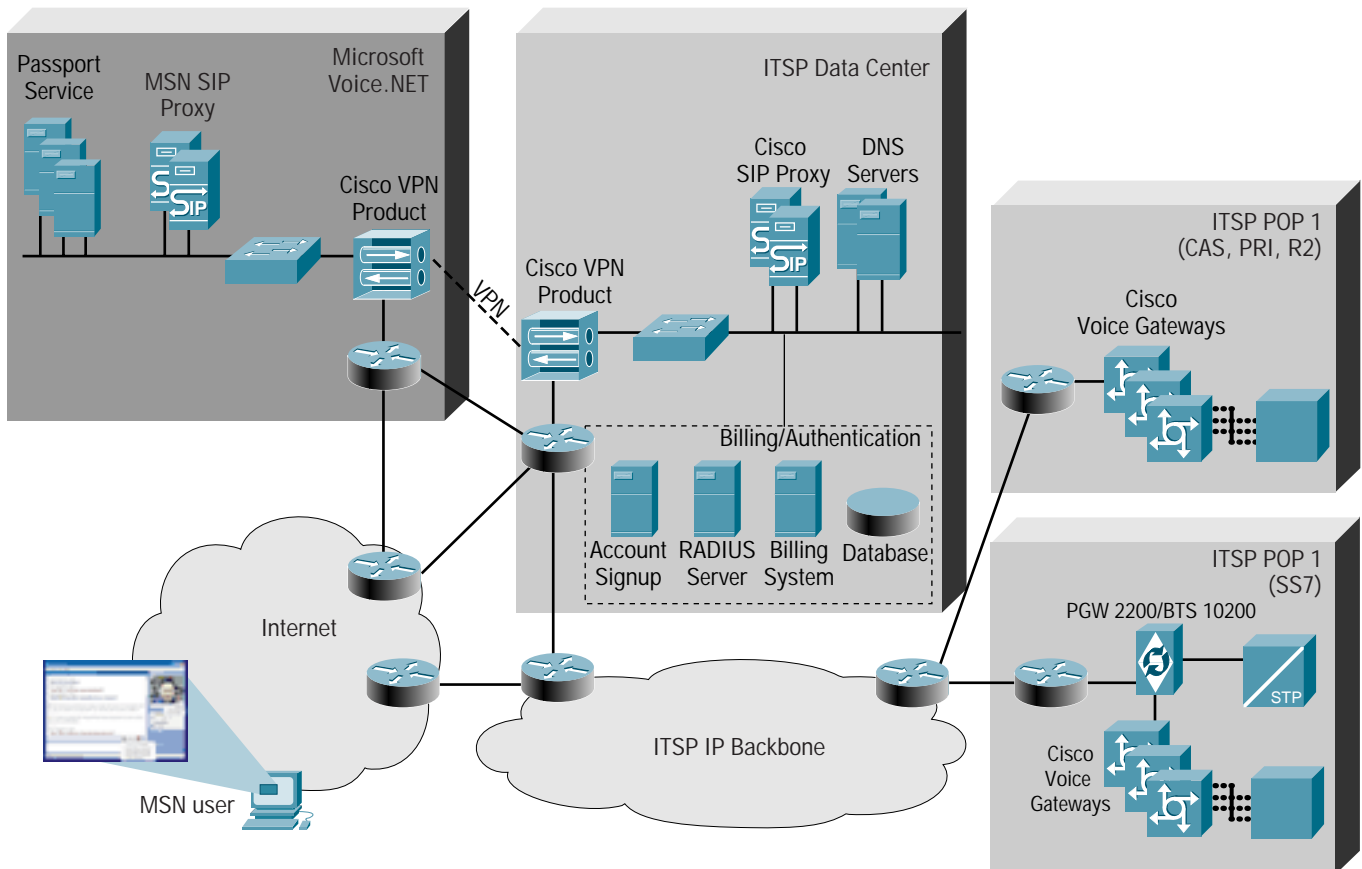 Passport
Service
MSN SIP
Proxy
Microsoft
Voice.NET
SIP
Cisco VPN
Product
VPN
ITSP Data Center
Cisco
SIP Proxy
DNS
Servers
SIP
Cisco VPN
Product
Billing/Authentication
Account
Signup
RADIUS
Server
Billing
System
Database
ITSP POP 1
(CAS, PRI, R2)
Cisco
Voice Gateways
ITSP POP 1
(SS7)
PGW 2200/BTS 10200
STP
Cisco
Voice
Gateways
Internet
MSN user
ITSP IP Backbone